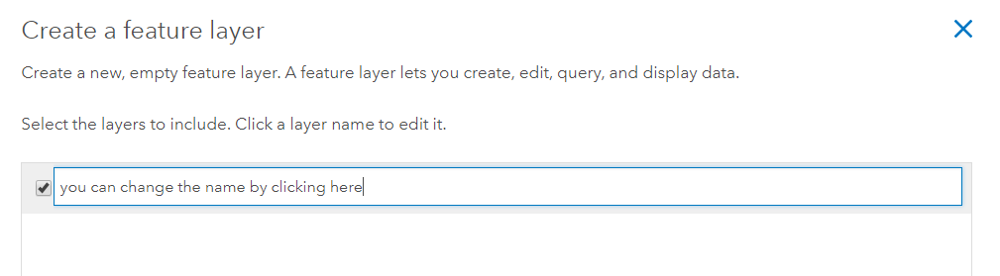 Create a feature layer
Create a new, empty feature layer. A feature layer lets you create, edit, query, and display data.
Select the layers to include. Click a layer name to edit it.
you can change the name by clicking here